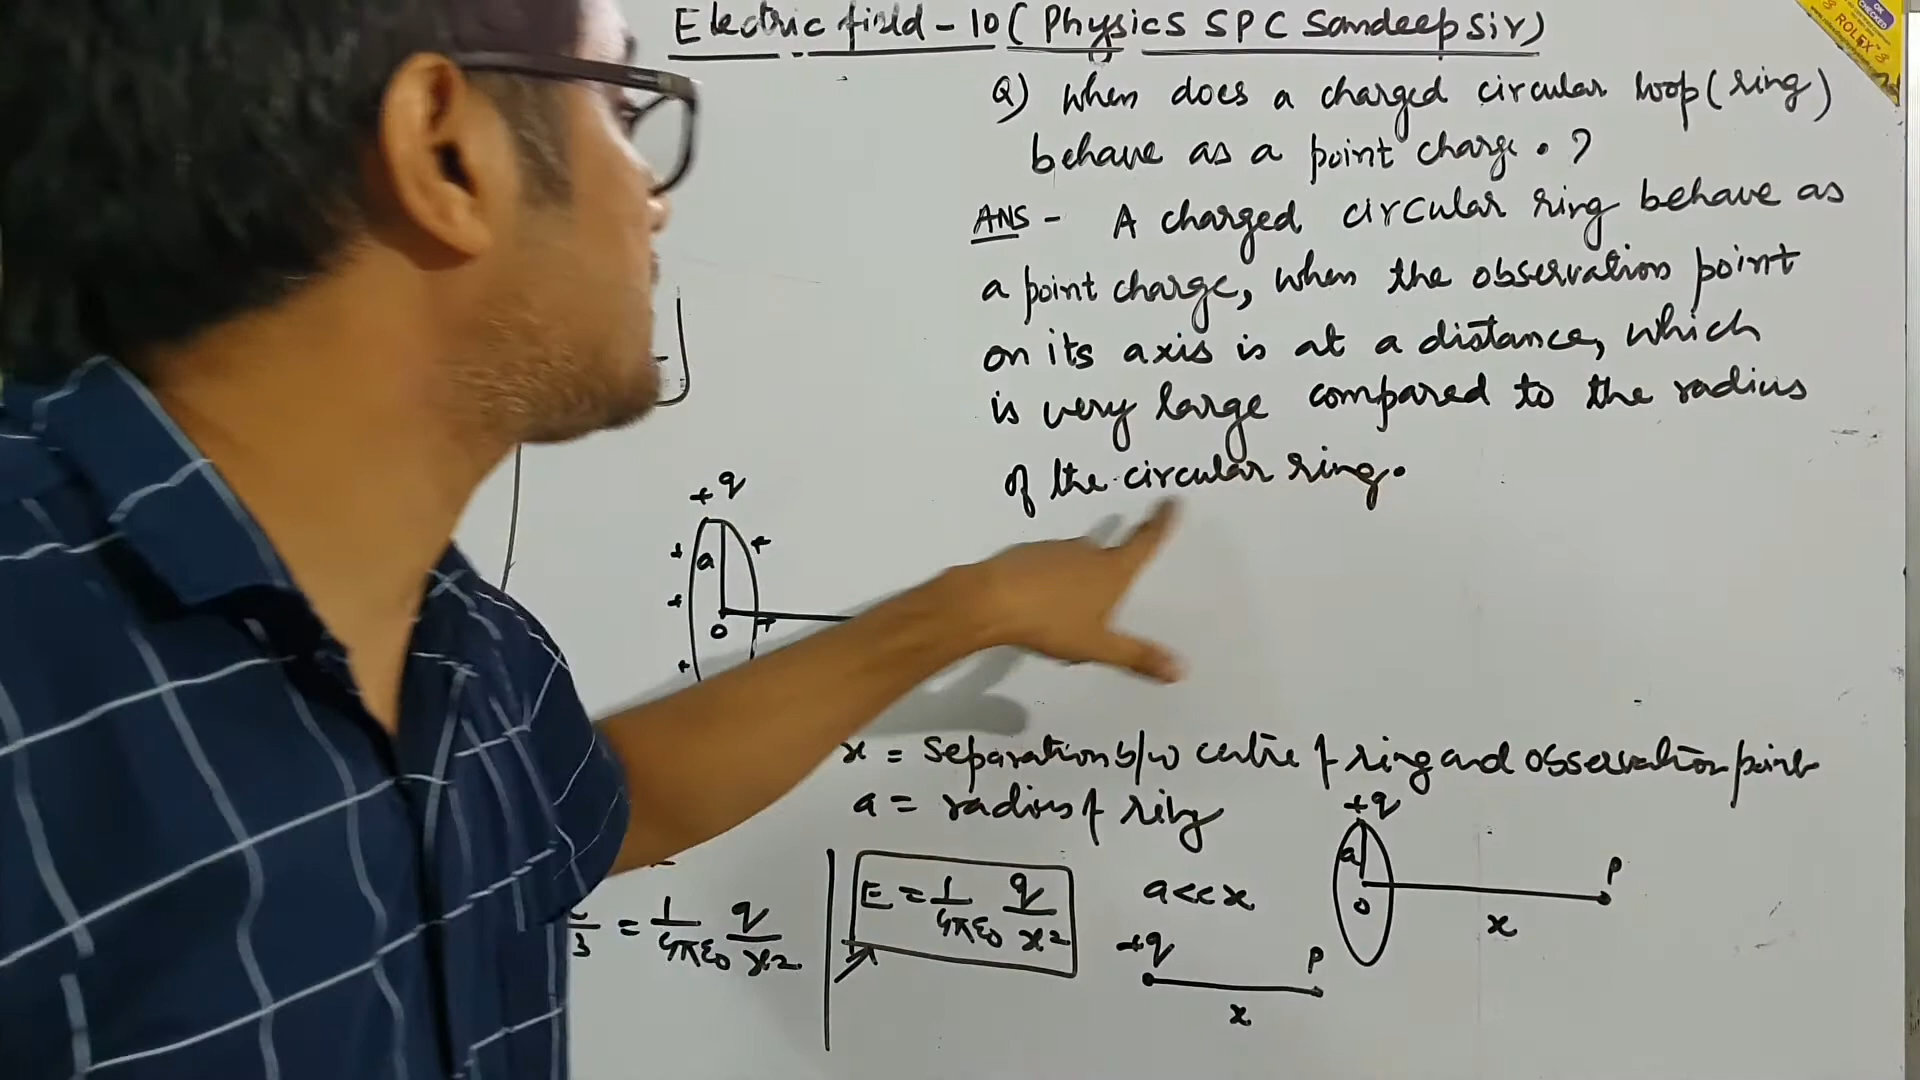 Electric field - 10 ( Physics SPC Sandeep Sir)
Q) When does a charged circular loop (ring)
behave as a point charge . ?
ANS - A charged circular ring behave as
a point charge, when the observation point
on its axis is at a distance, which
is very large compared to the radius
of the circular ring.
+q
a
O
x = Separation b/w centre of ring and observation point
a = radius of ring
+q
a
O
x
P
= 1/4πε0 q/x2
E = 1/4πε0 q/x2
a<<x
+q
P
x
OK
CHECKED
ROLEX